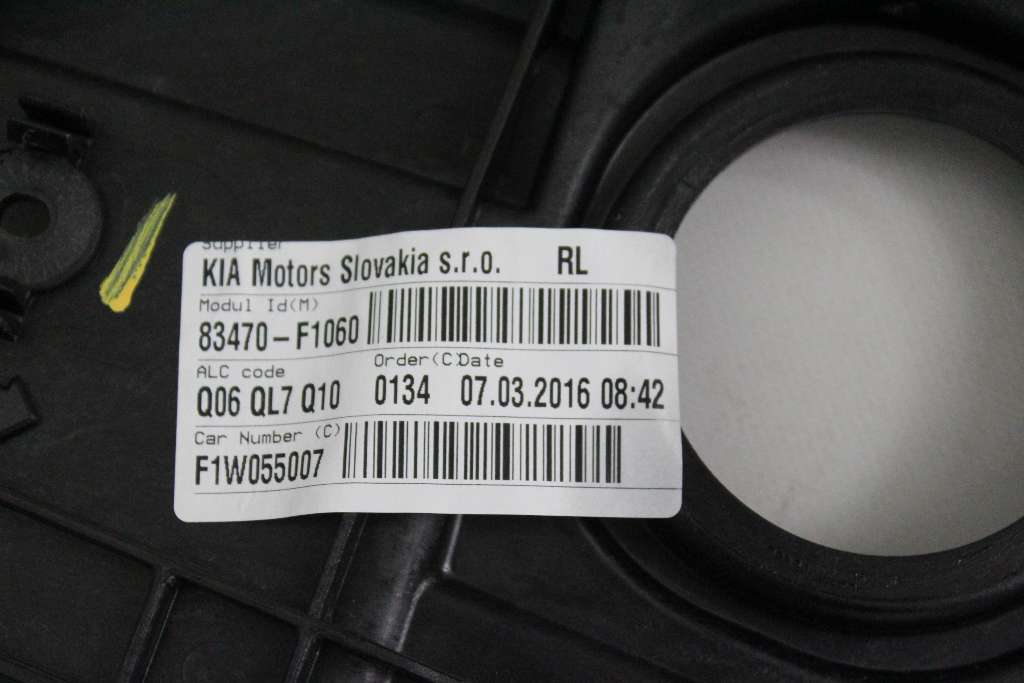 Supplier
KIA Motors Slovakia s.r.o. RL
Modul Id(M)
83470-F1060
ALC code Order(C)Date
Q06 QL7 Q10 0134 07.03.2016 08:42
Car Number (C)
F1W055007